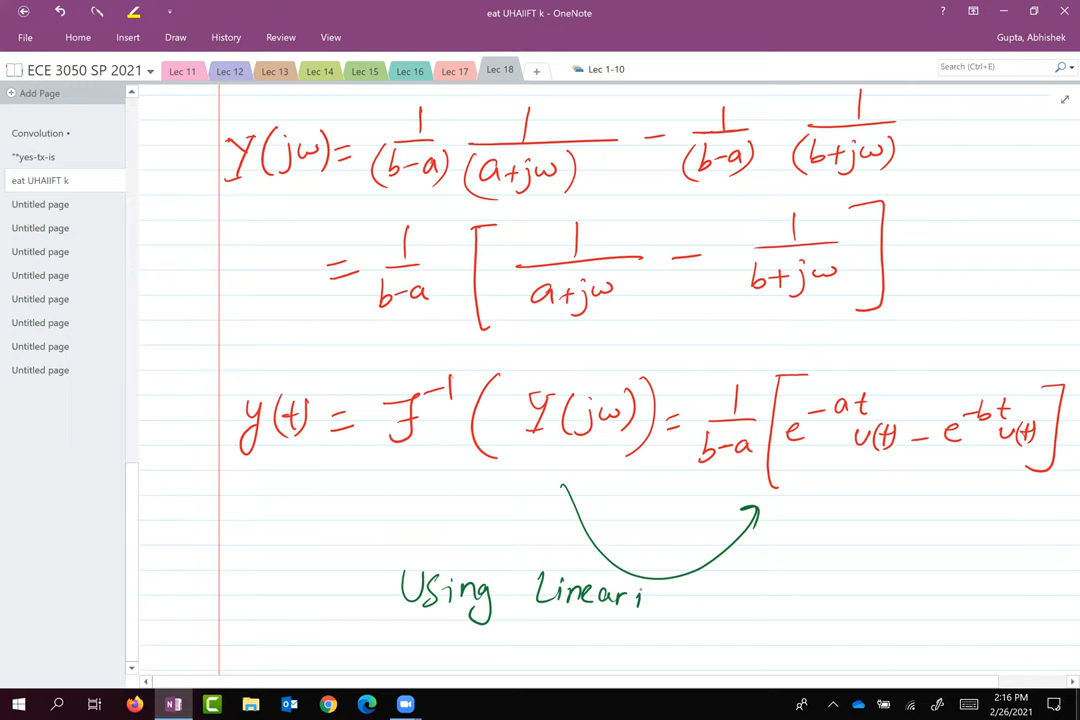 eat UHAIIFT k - OneNote
File Home Insert Draw History Review View Gupta, Abhishek
ECE 3050 SP 2021 Lec 11 Lec 12 Lec 13 Lec 14 Lec 15 Lec 16 Lec 17 Lec 18 Lec 1-10 Search (Ctrl+E)
Add Page
Convolution
"*yes-tx-is
eat UHAIIFT k
Untitled page
Untitled page
Untitled page
Untitled page
Untitled page
Untitled page
Untitled page
Untitled page
Y(jω) = 1/(b-a) 1/(a+jω) - 1/(b-a) 1/(b+jω)
= 1/(b-a) [ 1/(a+jω) - 1/(b+jω) ]
y(t) = F^-1 ( Y(jω) ) = 1/(b-a) [ e^-at u(t) - e^-bt u(t) ]
Using Lineari
2:16 PM
2/26/2021